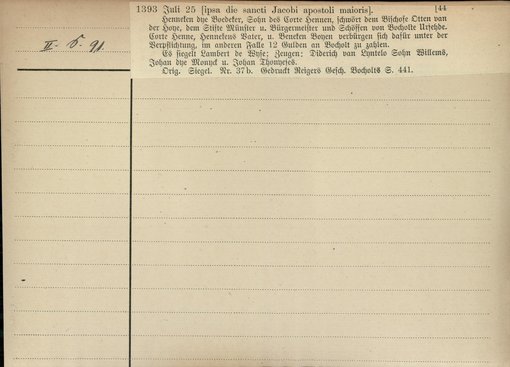 1393 Juli 25 [ipsa die sancti Jacobi apostoli maioris]. [44
Henneken dye Boedeker, Sohn des Corte Hennen, schwört dem Bischofe Otten van
der Hoye, dem Stifte Münster u. Bürgermeister und Schöffen von Bocholte Urfehde.
Corte Henne, Hennekens Vater, u. Beneken Boyen verbürgen sich dafür unter der
Verpflichtung, im anderen Falle 12 Gulden an Bocholt zu zahlen.
Es siegelt Lambert de Wyse; Zeugen: Diderich van Lyntelo Sohn Willems,
Johan dye Monyck u. Johan Thonyeses.
Orig. Siegel. Nr. 37b. Gedruckt Reigers Gesch. Bocholts S. 441.